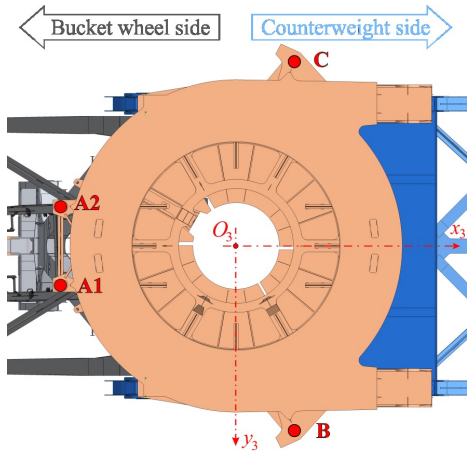 Bucket wheel side
Counterweight side
C
A2
O3
x3
A1
B
y3